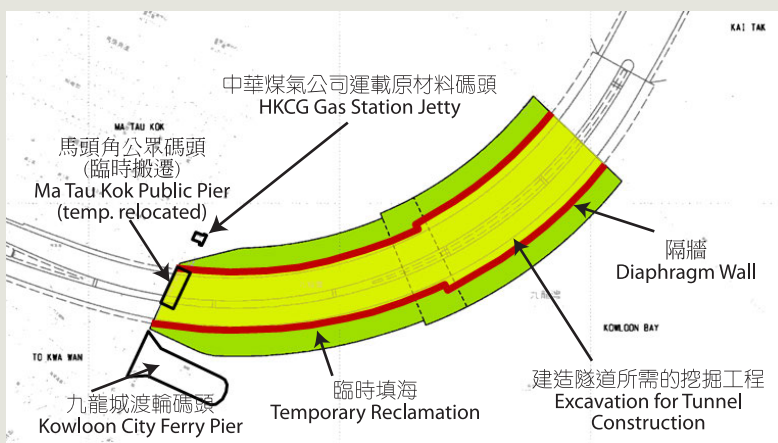 KAI TAK
中華煤氣公司運載原材料碼頭
HKCG Gas Station Jetty
MA TAU KOK
馬頭角公眾碼頭
(臨時搬遷)
Ma Tau Kok Public Pier
(temp. relocated)
隔牆
Diaphragm Wall
九龍灣
KOWLOON BAY
TO KWA WAN
九龍城渡輪碼頭
Kowloon City Ferry Pier
臨時填海
Temporary Reclamation
建造隧道所需的挖掘工程
Excavation for Tunnel
Construction